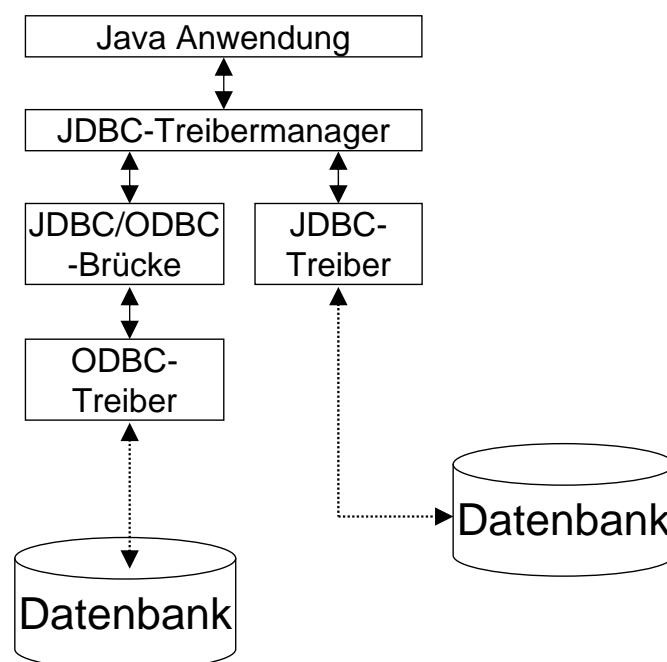 Java Anwendung
JDBC-Treibermanager
JDBC/ODBC
-Brücke
JDBC-
Treiber
ODBC-
Treiber
Datenbank
Datenbank